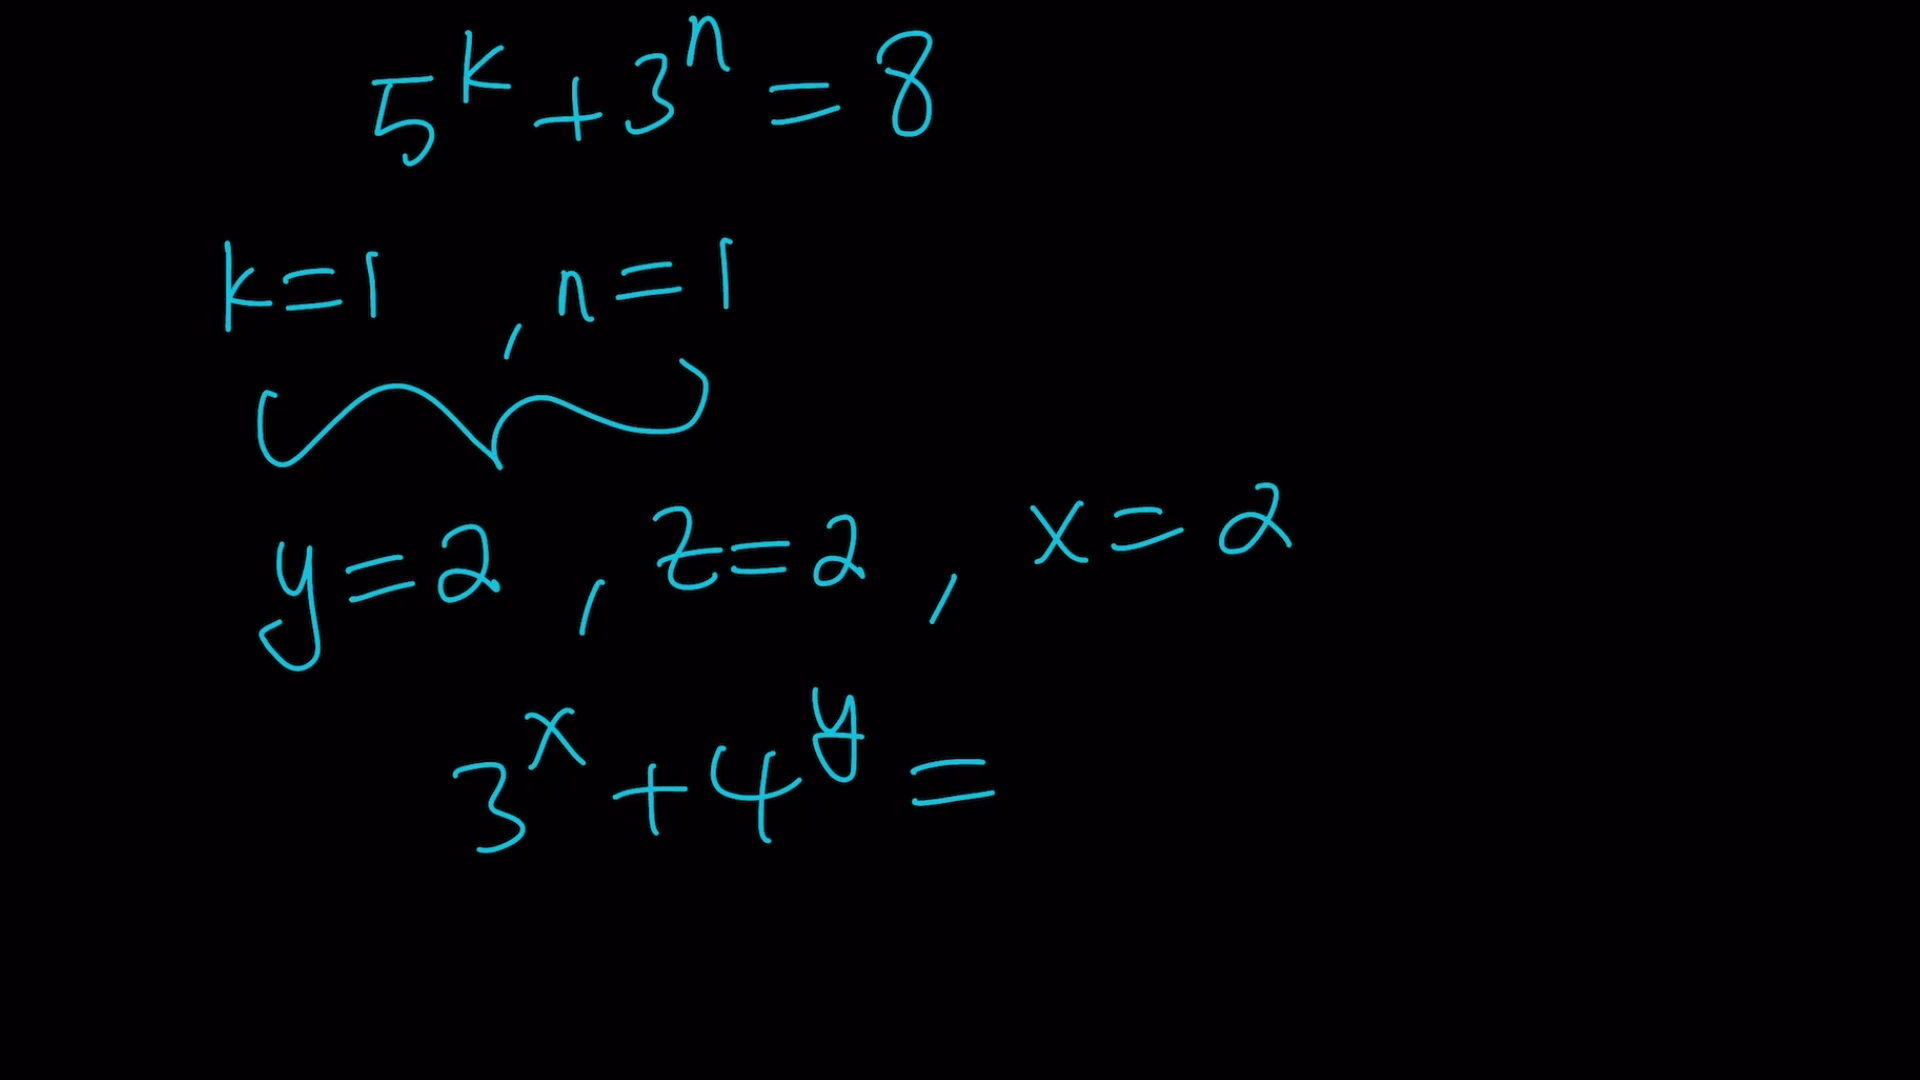 5^k + 3^n = 8
k = 1 , n = 1
y = 2 , z = 2 , x = 2
3^x + 4^y =